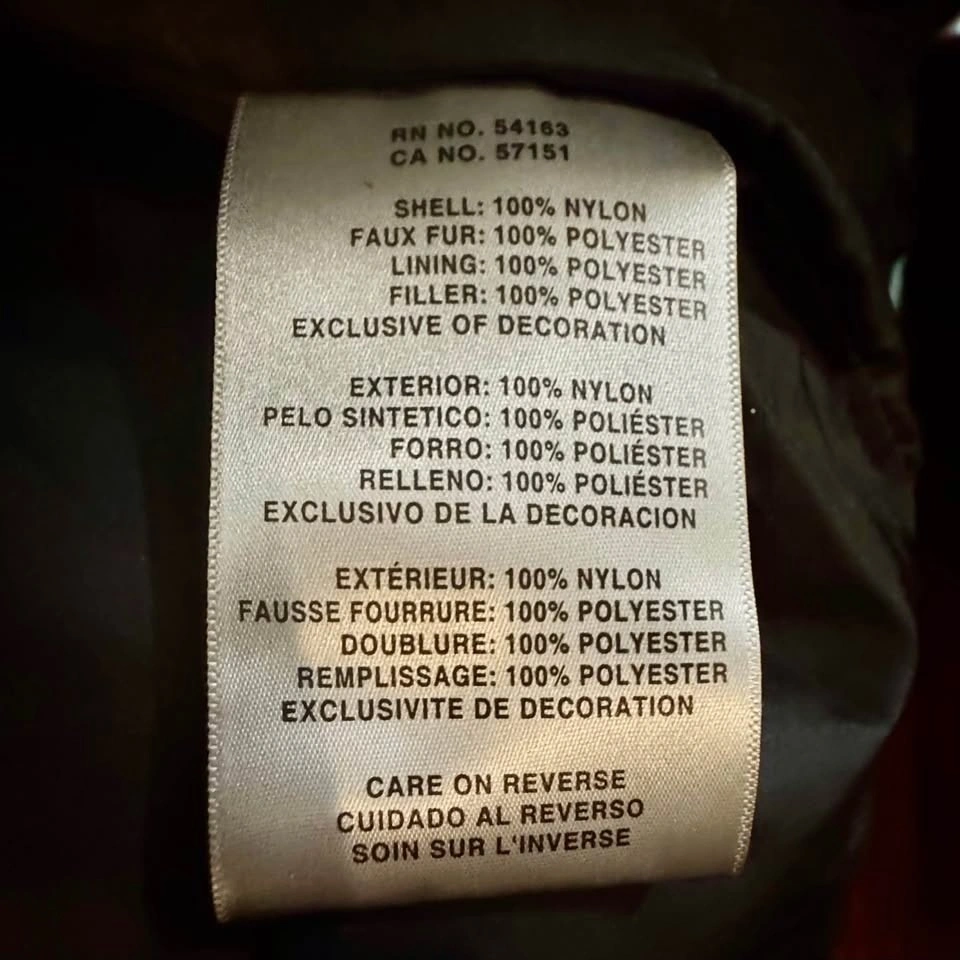 RN NO. 54163
CA NO. 57151
SHELL: 100% NYLON
FAUX FUR: 100% POLYESTER
LINING: 100% POLYESTER
FILLER: 100% POLYESTER
EXCLUSIVE OF DECORATION
EXTERIOR: 100% NYLON
PELO SINTETICO: 100% POLIÉSTER
FORRO: 100% POLIÉSTER
RELLENO: 100% POLIÉSTER
EXCLUSIVO DE LA DECORACION
EXTÉRIEUR: 100% NYLON
FAUSSE FOURRURE: 100% POLYESTER
DOUBLURE: 100% POLYESTER
REMPLISSAGE: 100% POLYESTER
EXCLUSIVITE DE DECORATION
CARE ON REVERSE
CUIDADO AL REVERSO
SOIN SUR L'INVERSE